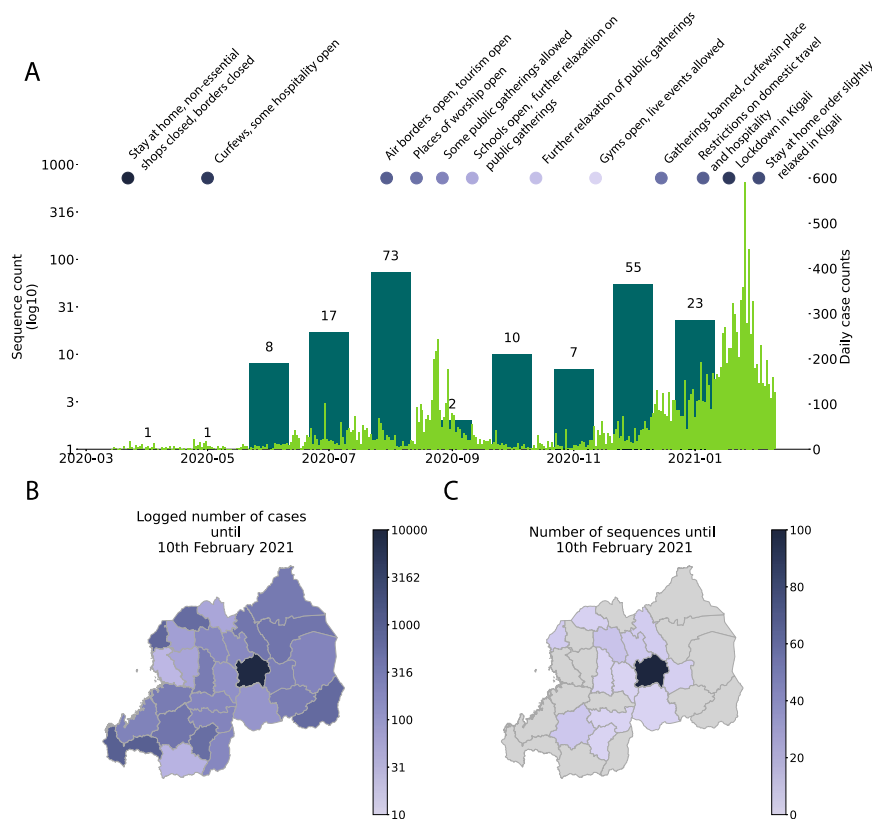 A
Stay at home, non-essential
shops closed, borders closed
Curfews, some hospitality open
Air borders open, tourism open
Places of worship open
Some public gatherings allowed
Schools open, further relaxatiion on
public gatherings
Further relaxation of public gatherings
Gyms open, live events allowed
Gatherings banned, curfewsin place
Restrictions on domestic travel
and hospitality
Lockdown in Kigali
Stay at home order slightly
relaxed in Kigali
Sequence count
(log10)
1000
316
100
31
10
3
1
1
1
8
17
73
2
10
7
55
23
600
500
400
300
200
100
0
Daily case counts
2020-03
2020-05
2020-07
2020-09
2020-11
2021-01
B
Logged number of cases
until
10th February 2021
10000
3162
1000
316
100
31
10
C
Number of sequences until
10th February 2021
100
80
60
40
20
0